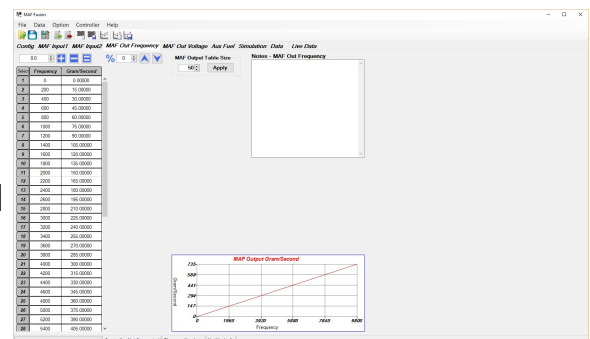 MAF Fusion
File Data Option Controller Help
Config MAF Input1 MAF Input2 MAF Out Frequency MAF Out Voltage Aux Fuel Simulation Data Live Data
% 0
MAF Output Table Size
50 Apply
Notes - MAF Out Frequency
Select Frequency Gram/Second
1 0 0.00000
2 200 15.00000
3 400 30.00000
4 600 45.00000
5 800 60.00000
6 1000 75.00000
7 1200 90.00000
8 1400 105.00000
9 1600 120.00000
10 1800 135.00000
11 2000 150.00000
12 2200 165.00000
13 2400 180.00000
14 2600 195.00000
15 2800 210.00000
16 3000 225.00000
17 3200 240.00000
18 3400 255.00000
19 3600 270.00000
20 3800 285.00000
21 4000 300.00000
22 4200 315.00000
23 4400 330.00000
24 4600 345.00000
25 4800 360.00000
26 5000 375.00000
27 5200 390.00000
28 5400 405.00000
MAF Output Gram/Second
735
588
441
294
147
0
Gram/Second
0 1960 3920 5880 7840 9800
Frequency